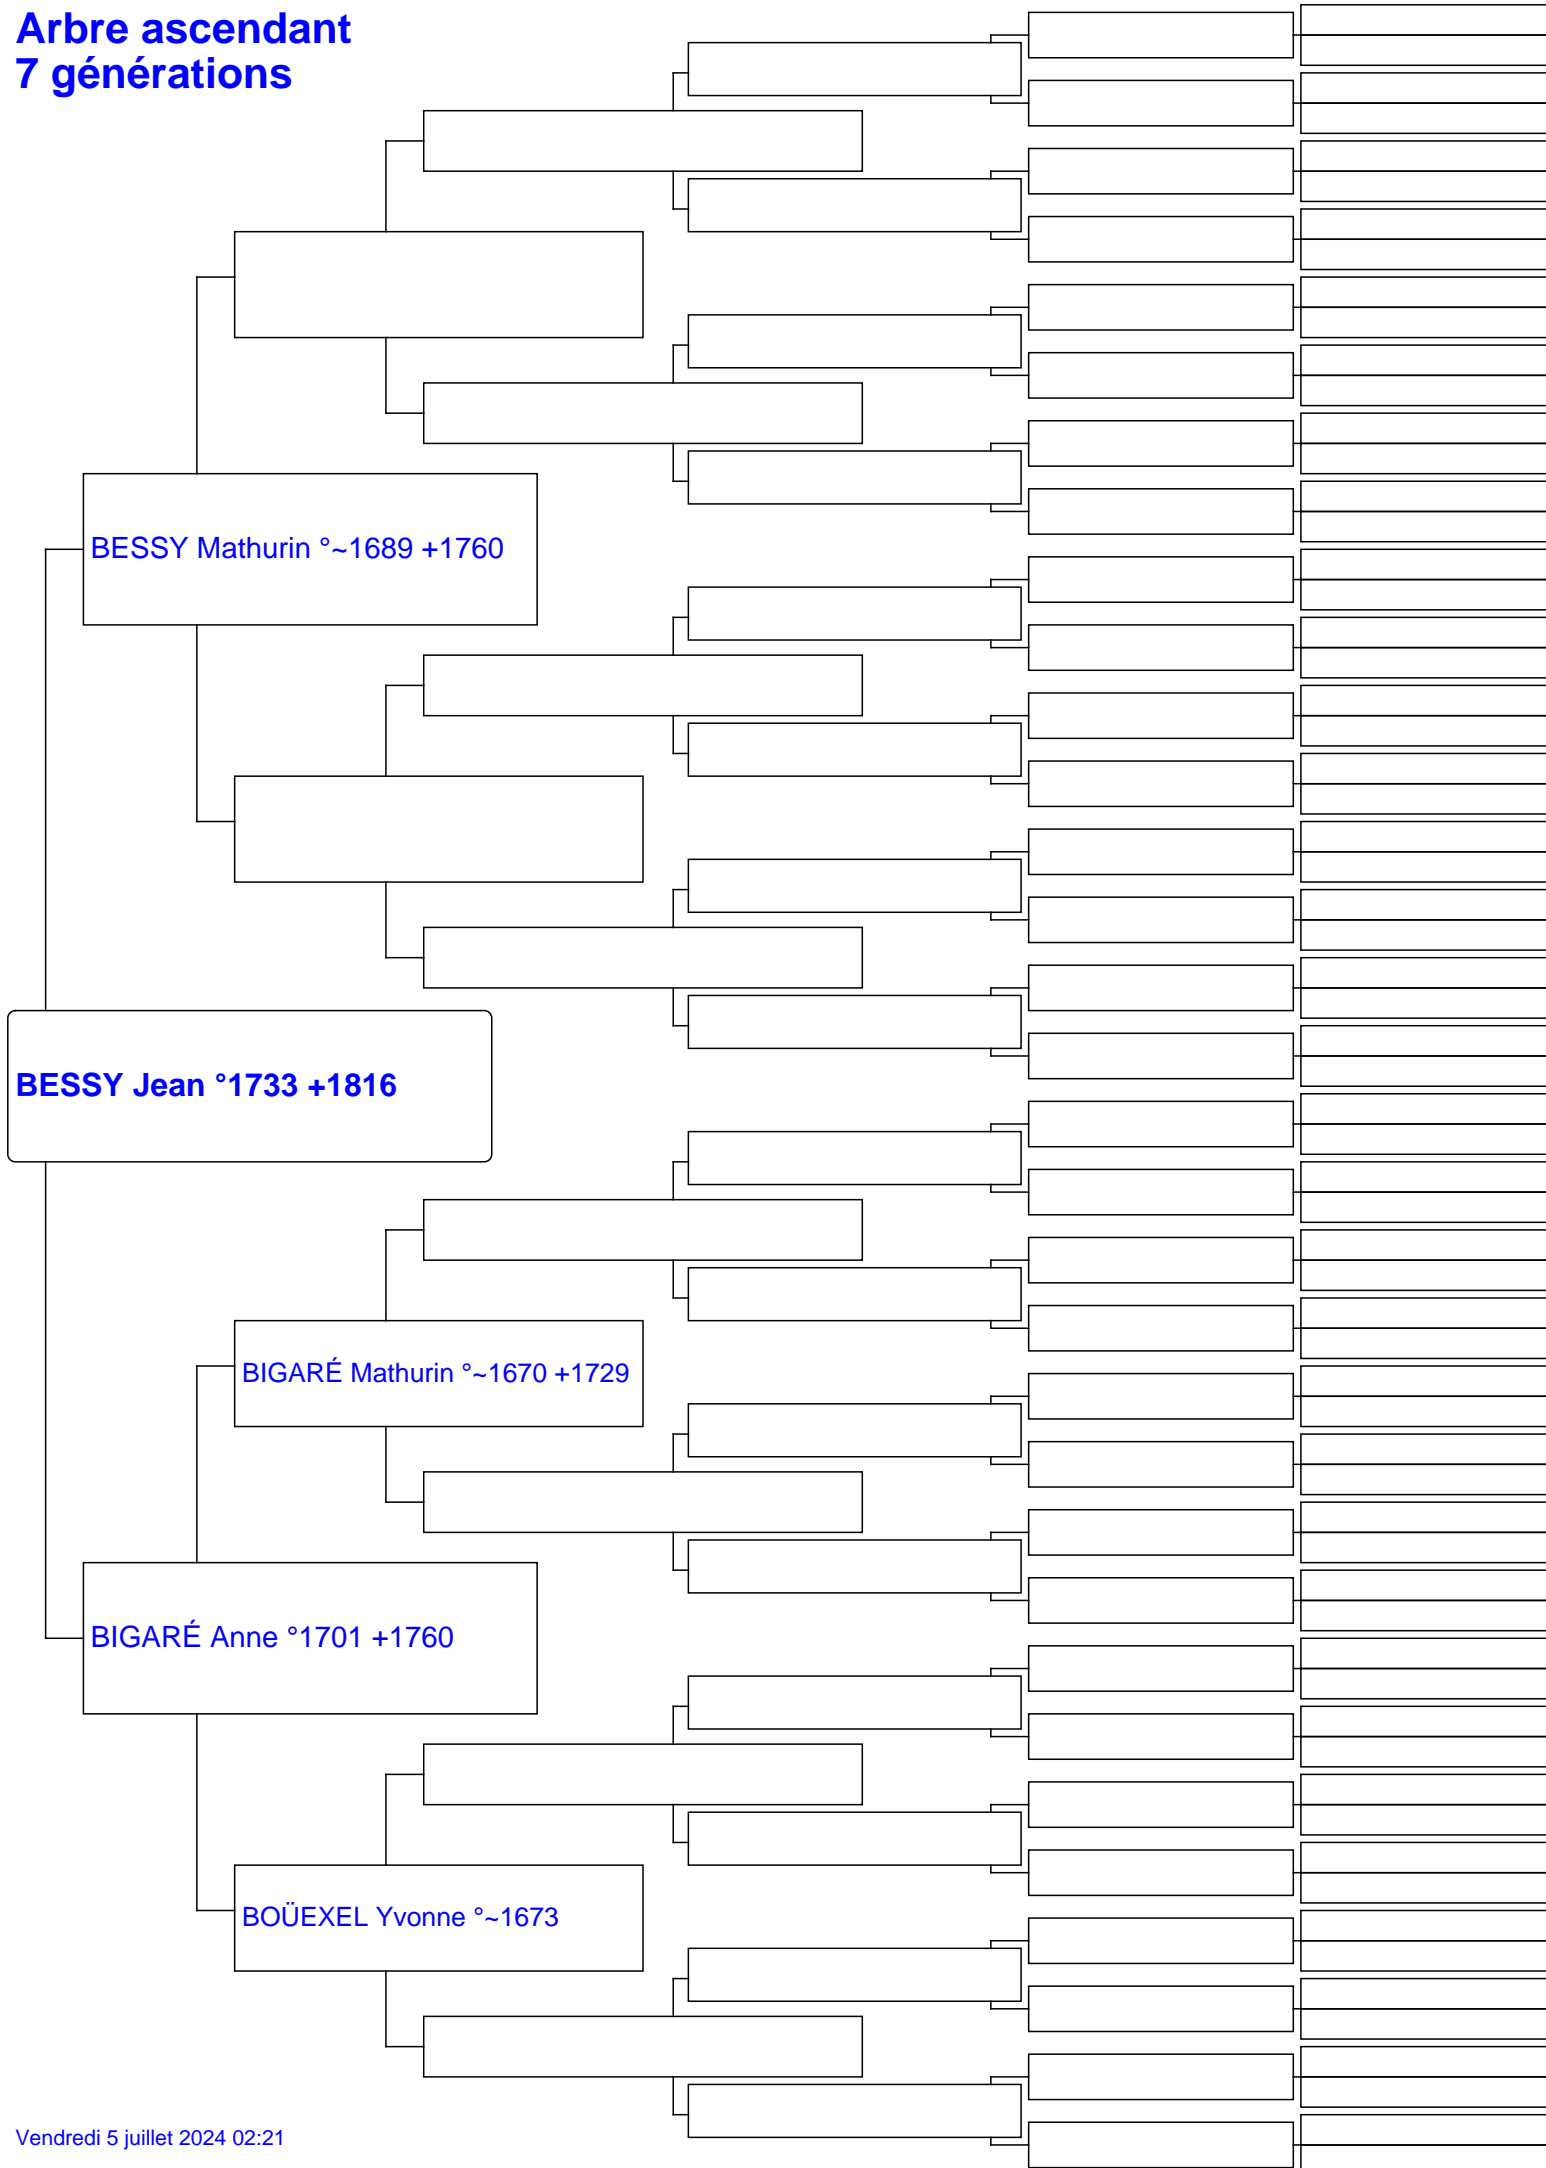 Arbre ascendant
7 générations
BESSY Mathurin °~1689 +1760
BESSY Jean °1733 +1816
BIGARÉ Mathurin °~1670 +1729
BIGARÉ Anne °1701 +1760
BOÜEXEL Yvonne °~1673
Vendredi 5 juillet 2024 02:21